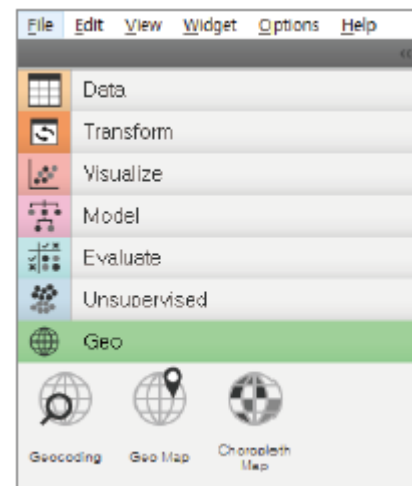 File Edit View Widget Options Help
Data
Transform
Visualize
Model
Evaluate
Unsupervised
Geo
Geocoding Geo Map Choropleth
Map